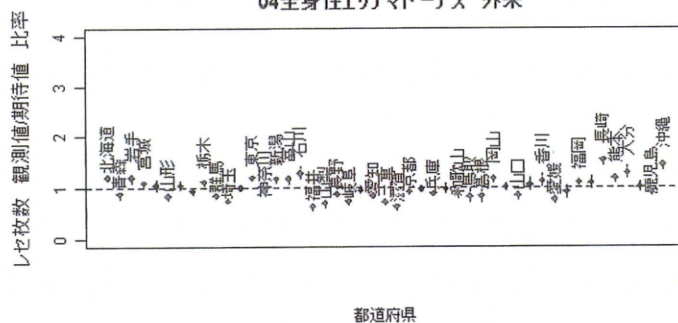 04全身性エリテマトーデス 外来
レセ枚数 観測値/期待値 比率
4
3
2
1
0
北海道
青森
岩手
宮城
山形
栃木
群馬
埼玉
東京
神奈川
新潟
富山
石川
福井
山梨
長野
岐阜
愛知
三重
滋賀
京都
兵庫
和歌山
鳥取
島根
岡山
山口
香川
愛媛
福岡
長崎
熊本
大分
鹿児島
沖縄
都道府県